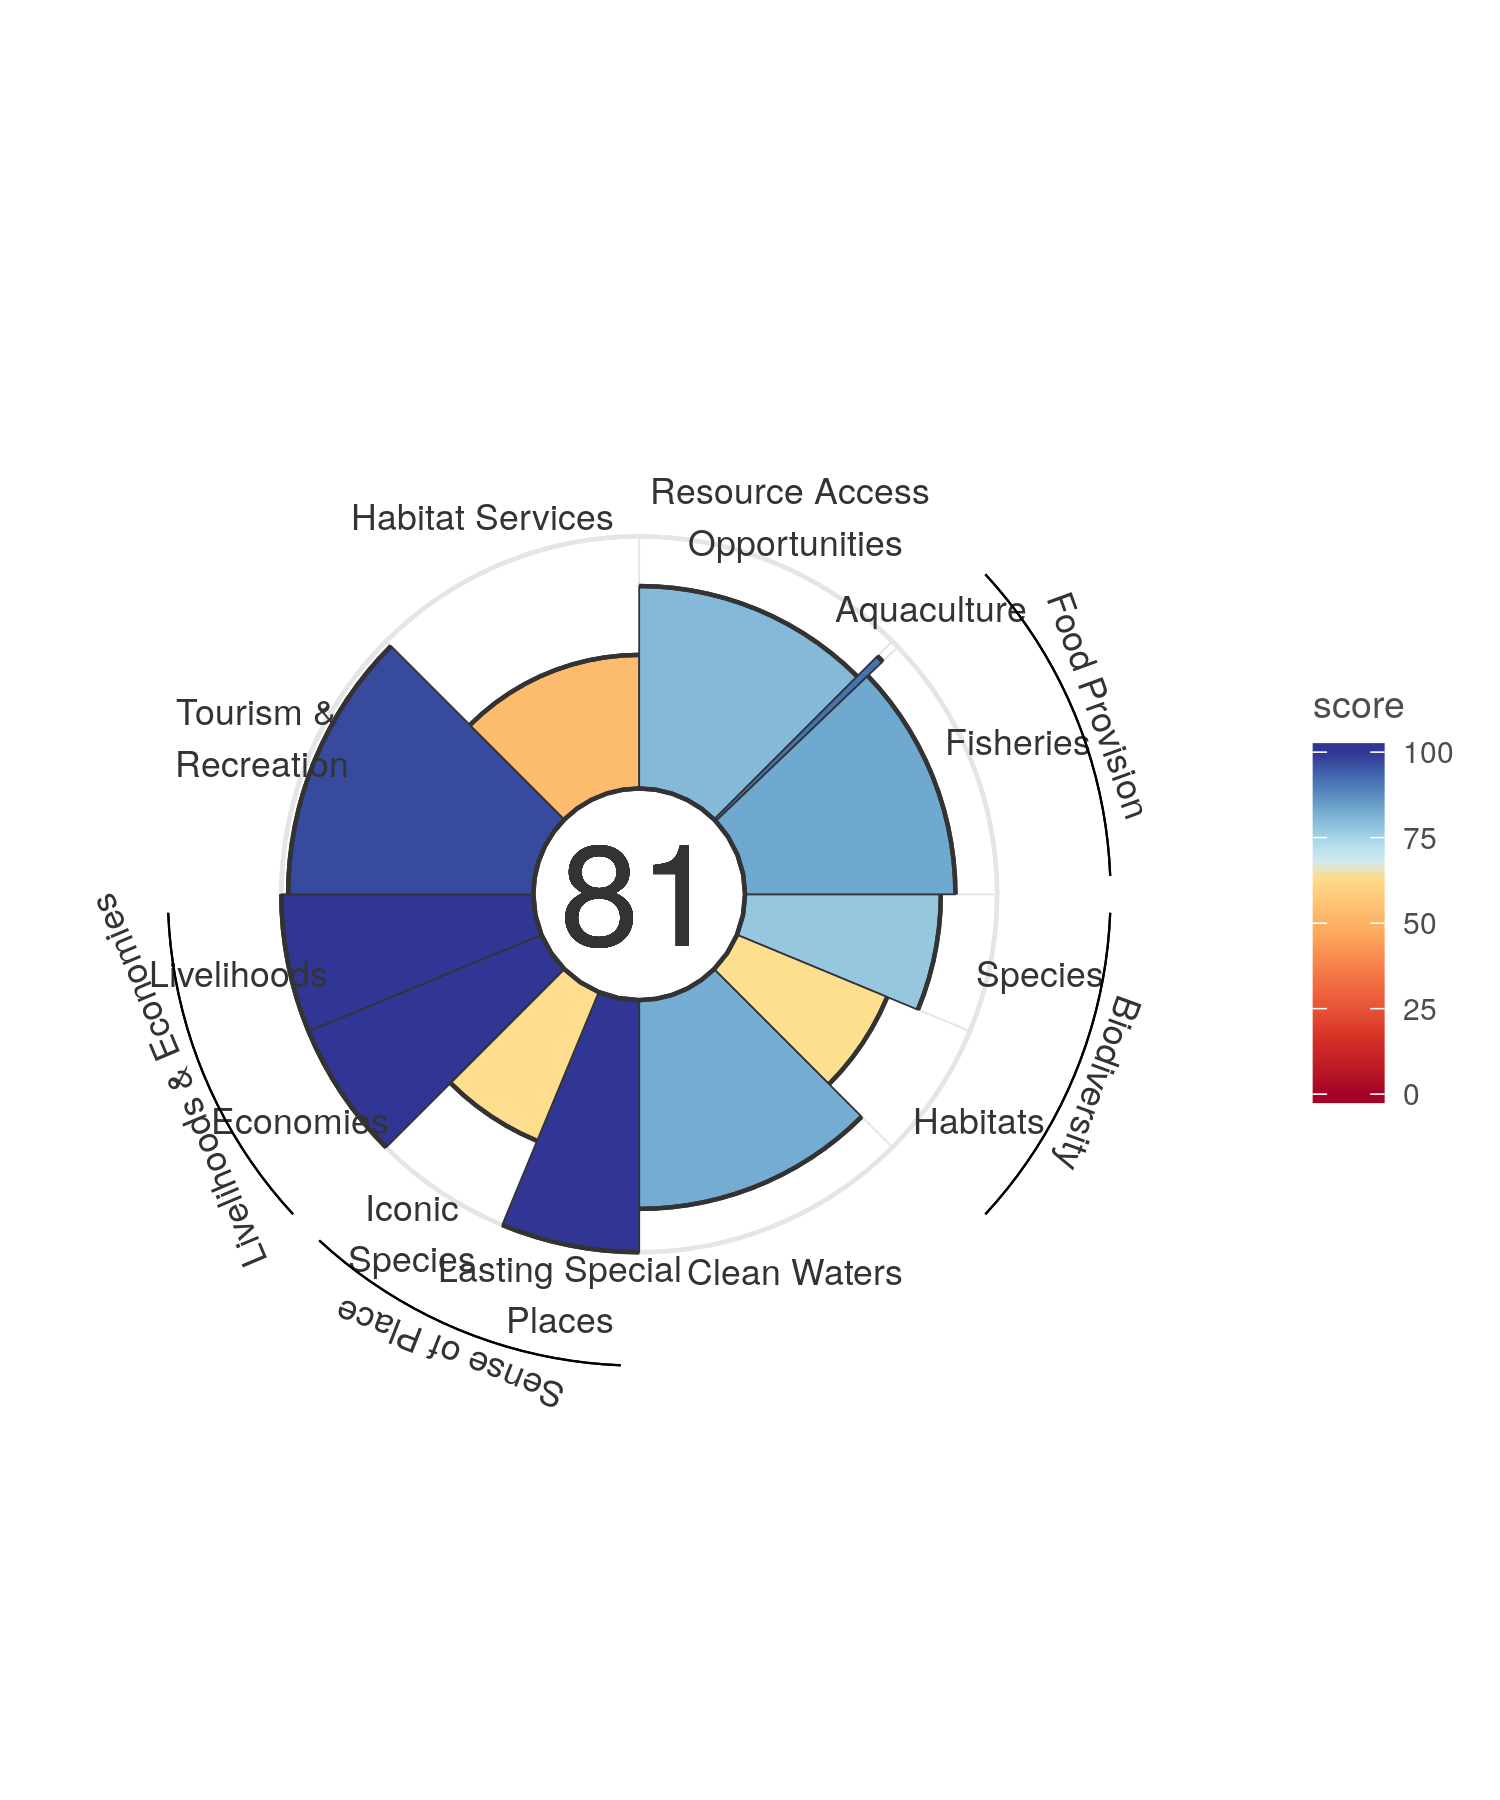 Resource Access
Opportunities
Habitat Services
Aquaculture
Food Provision
Fisheries
Tourism &
Recreation
81
Livelihoods
Livelihoods & Economies
Species
Biodiversity
Economies
Habitats
Iconic
Species
Lasting Special
Places
Clean Waters
Sense of Place
score
100
75
50
25
0